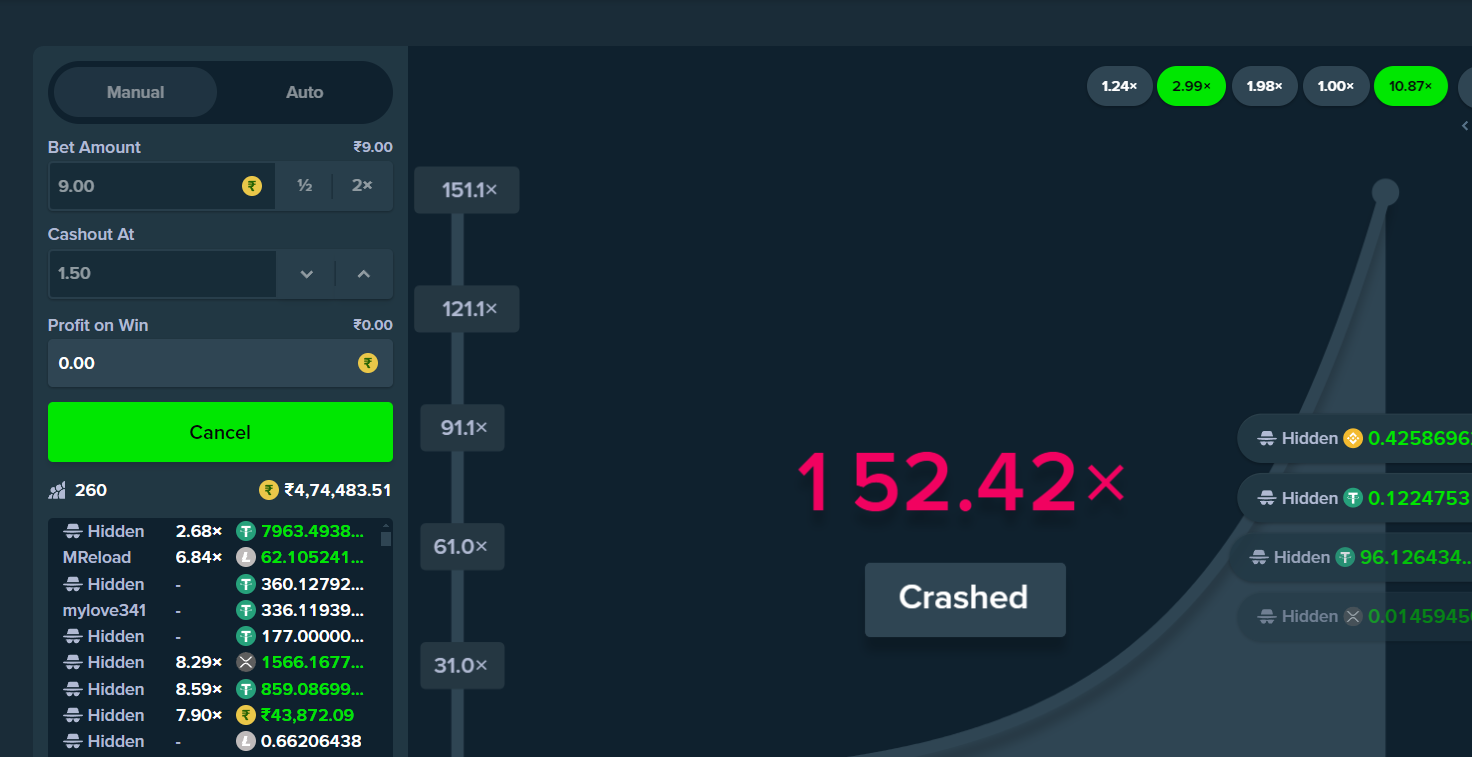 Manual Auto
1.24× 2.99× 1.98× 1.00× 10.87×
Bet Amount ₹9.00
9.00 ₹ ½ 2×
Cashout At
1.50
Profit on Win ₹0.00
0.00 ₹
Cancel
260 ₹ ₹4,74,483.51
Hidden 2.68× 7963.4938...
MReload 6.84× 62.105241...
Hidden - 360.12792...
mylove341 - 336.11939...
Hidden - 177.00000...
Hidden 8.29× 1566.1677...
Hidden 8.59× 859.08699...
Hidden 7.90× ₹ ₹43,872.09
Hidden - 0.66206438
151.1×
121.1×
91.1×
61.0×
31.0×
152.42×
Crashed
Hidden 0.4258696
Hidden 0.1224753
Hidden 96.126434..
Hidden 0.0145945